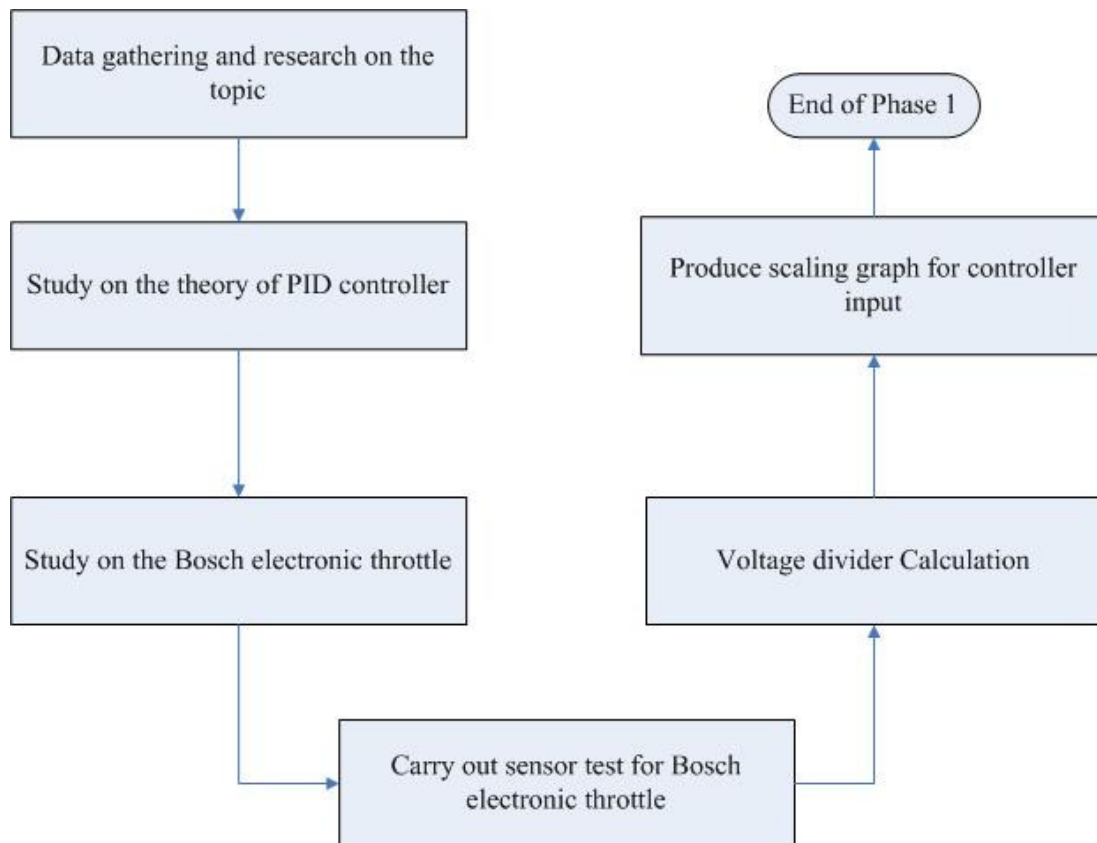 Data gathering and research on the
topic
Study on the theory of PID controller
Study on the Bosch electronic throttle
Carry out sensor test for Bosch
electronic throttle
Voltage divider Calculation
Produce scaling graph for controller
input
End of Phase 1